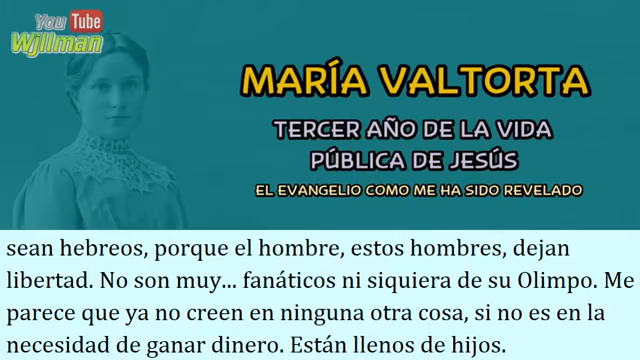 You Tube
Wjllman
MARÍA VALTORTA
TERCER AÑO DE LA VIDA
PÚBLICA DE JESÚS
EL EVANGELIO COMO ME HA SIDO REVELADO
sean hebreos, porque el hombre, estos hombres, dejan
libertad. No son muy... fanáticos ni siquiera de su Olimpo. Me
parece que ya no creen en ninguna otra cosa, si no es en la
necesidad de ganar dinero. Están llenos de hijos.